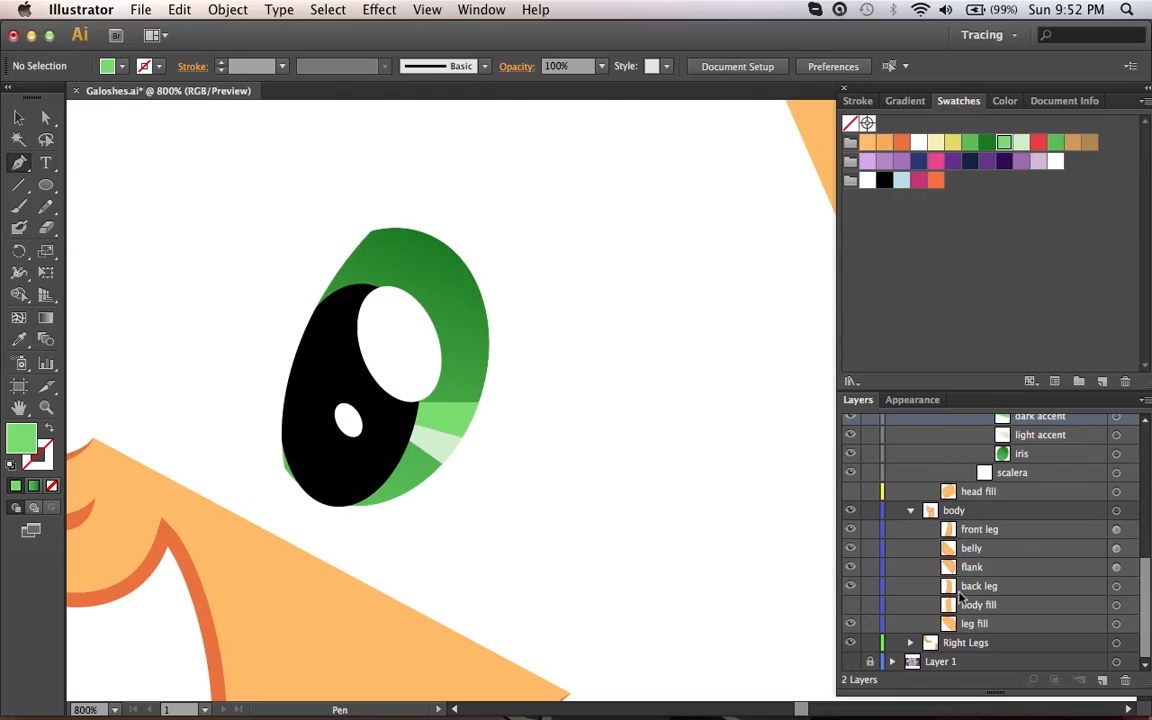 Illustrator File Edit Object Type Select Effect View Window Help (99%) Sun 9:52 PM
Ai Br Tracing
No Selection Stroke: Basic Opacity: 100% Style: Document Setup Preferences
Galoshes.ai* @ 800% (RGB/Preview)
Stroke Gradient Swatches Color Document Info
Layers Appearance
dark accent
light accent
iris
scalera
head fill
body
front leg
belly
flank
back leg
body fill
leg fill
Right Legs
Layer 1
2 Layers
800% 1 Pen